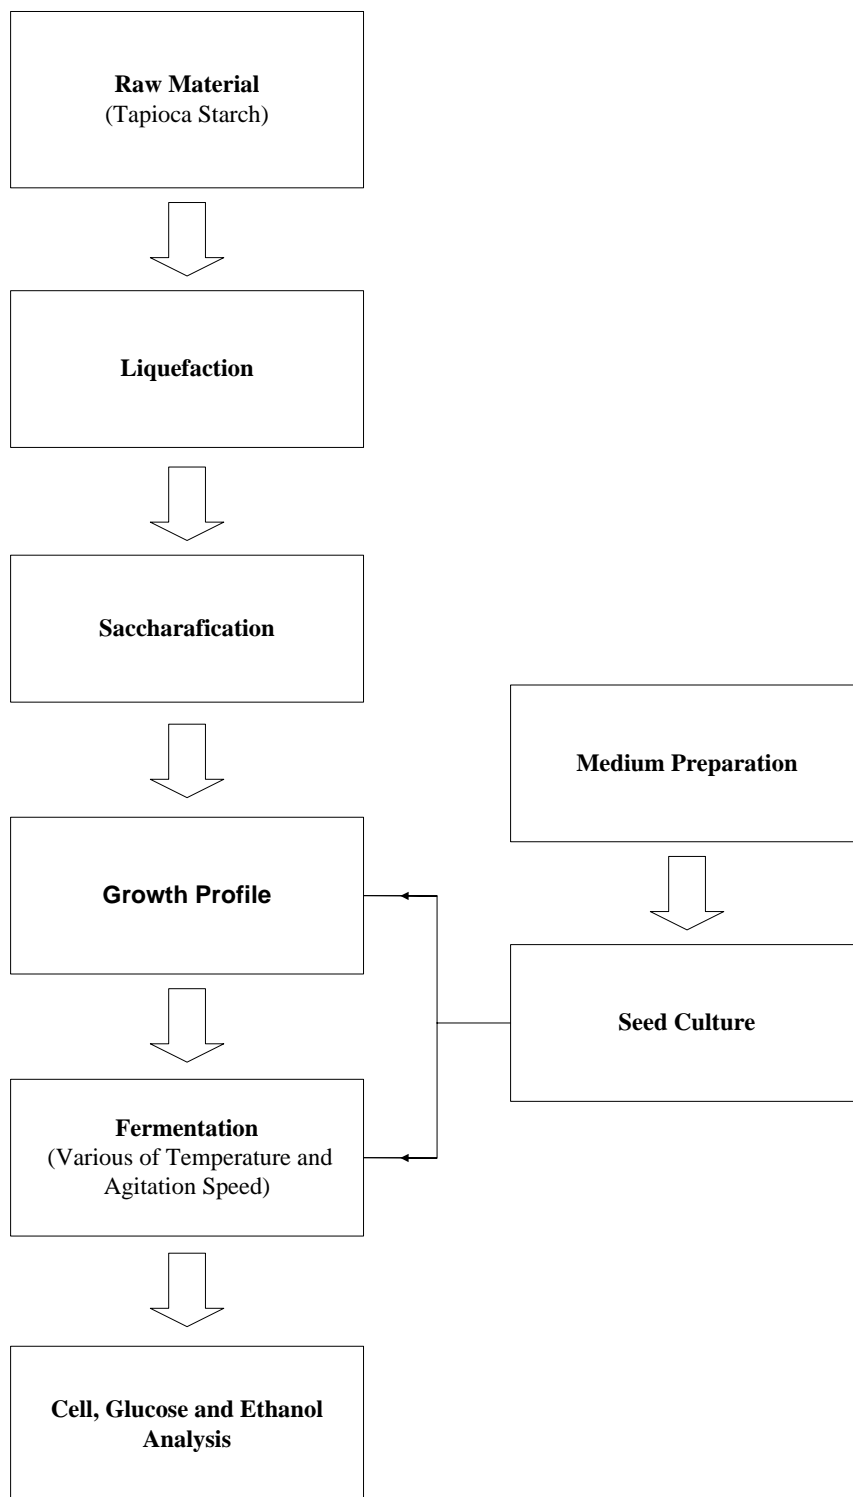 Raw Material
(Tapioca Starch)
Liquefaction
Saccharafication
Medium Preparation
Growth Profile
Seed Culture
Fermentation
(Various of Temperature and
Agitation Speed)
Cell, Glucose and Ethanol
Analysis